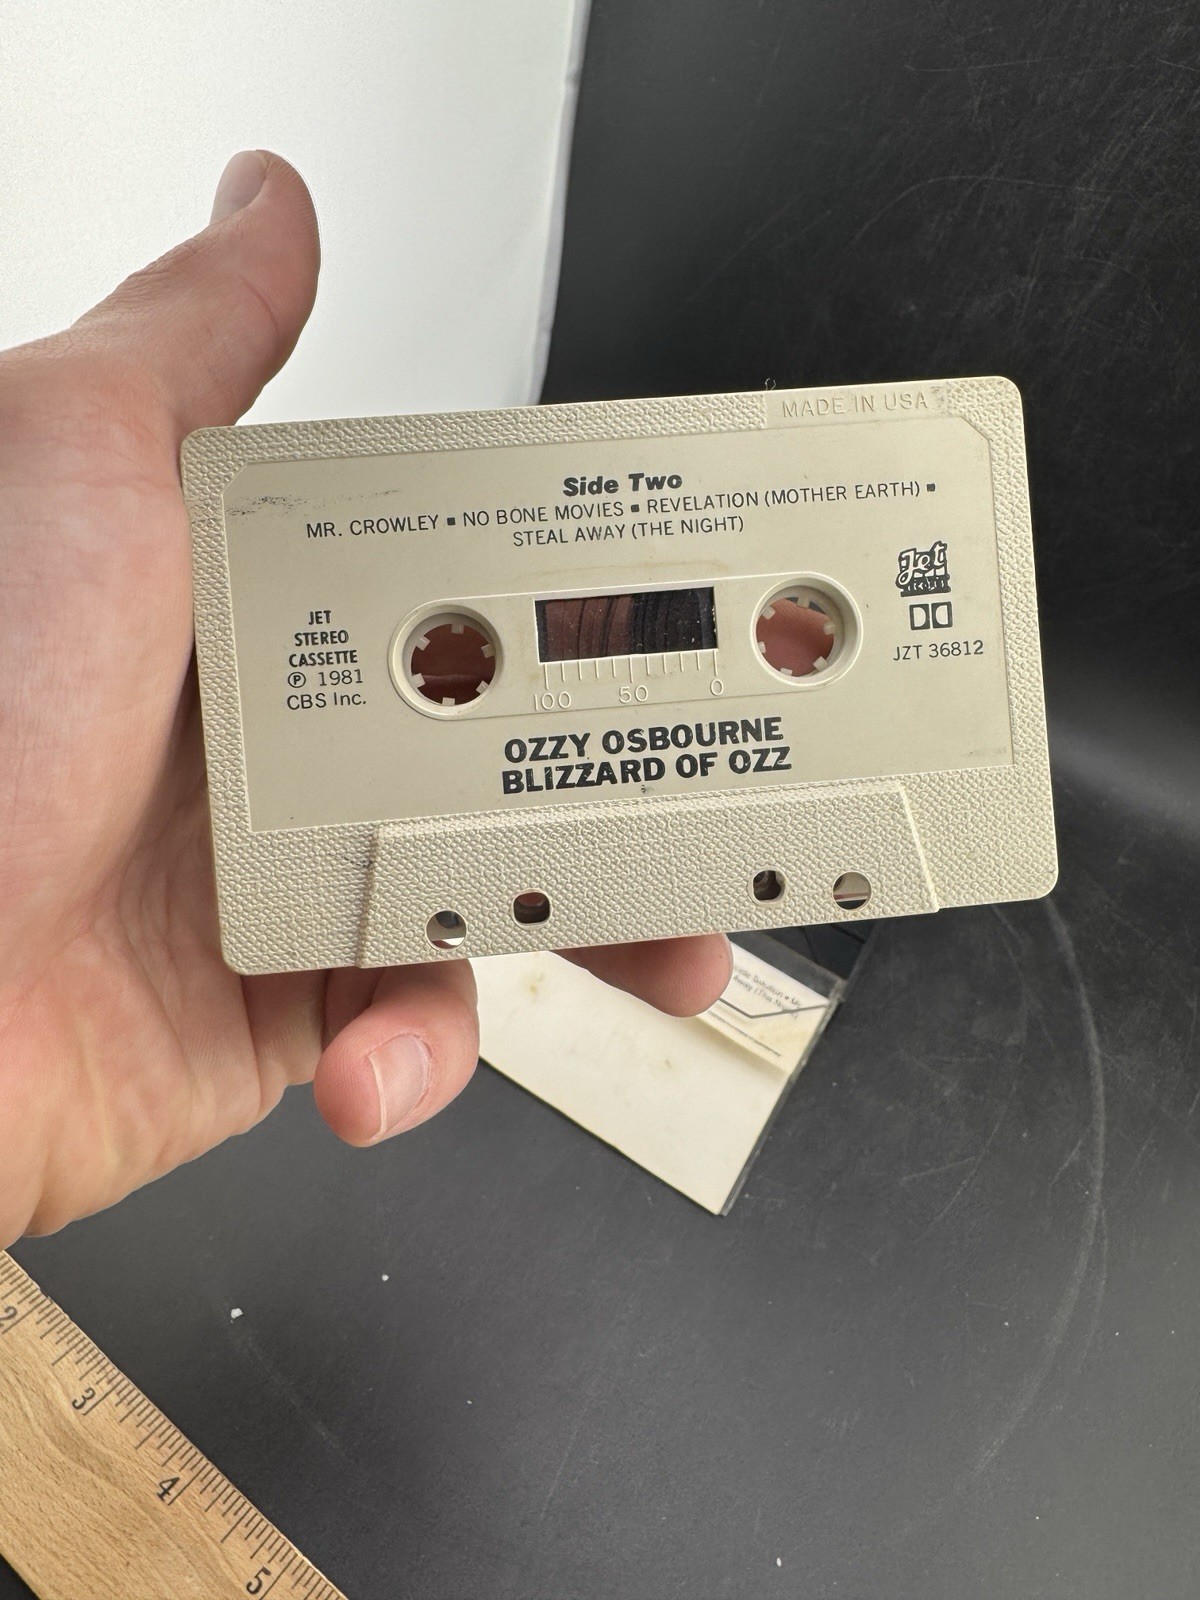 MADE IN USA
Side Two
MR. CROWLEY ▪ NO BONE MOVIES ▪ REVELATION (MOTHER EARTH) ▪
STEAL AWAY (THE NIGHT)
JET
STEREO
CASSETTE
℗ 1981
CBS Inc.
Jet
RECORDS
JZT 36812
100 50 0
OZZY OSBOURNE
BLIZZARD OF OZZ
2
3
4
5